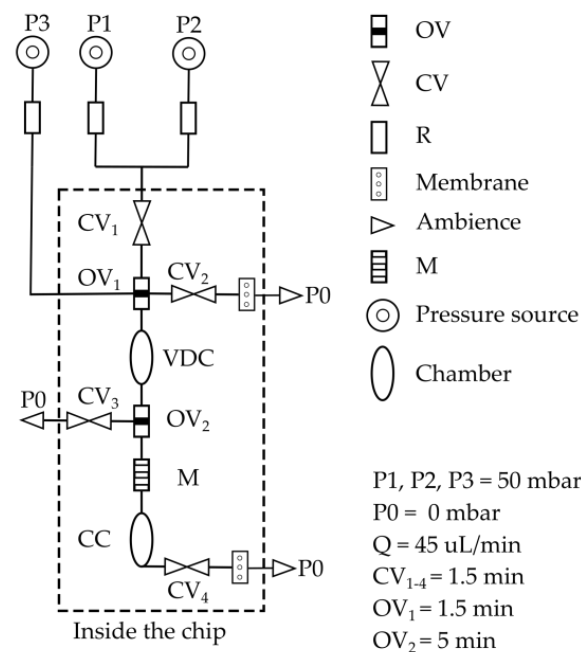 P3 P1 P2
CV₁
OV₁ CV₂
P0
VDC
P0 CV₃
OV₂
M
CC
P0
CV₄
Inside the chip
OV
CV
R
Membrane
Ambience
M
Pressure source
Chamber
P1, P2, P3 = 50 mbar
P0 = 0 mbar
Q = 45 uL/min
CV₁₋₄ = 1.5 min
OV₁ = 1.5 min
OV₂ = 5 min